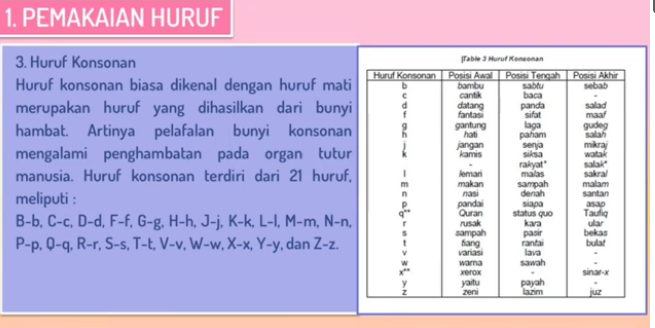 1. PEMAKAIAN HURUF
3. Huruf Konsonan
Huruf konsonan biasa dikenal dengan huruf mati
merupakan huruf yang dihasilkan dari bunyi
hambat. Artinya pelafalan bunyi konsonan
mengalami penghambatan pada organ tutur
manusia. Huruf konsonan terdiri dari 21 huruf,
meliputi :
B-b, C-c, D-d, F-f, G-g, H-h, J-j, K-k, L-l, M-m, N-n,
P-p, Q-q, R-r, S-s, T-t, V-v, W-w, X-x, Y-y, dan Z-z.
Table 3 Huruf Konsonan
Huruf Konsonan Posisi Awal Posisi Tengah Posisi Akhir
b bambu sabtu sebab
c cantik baca -
d datang panda salad
f fantasi sifat maaf
g gantung laga gudeg
h hati paham salah
j jangan senja mikraj
k kamis siksa watak
- rakyat* salak*
l lemari malas sakral
m makan sampah malam
n nasi denah santan
p pandai siapa asap
q** Quran status quo Taufiq
r rusak kara ular
s sampah pasir bekas
t tiang rantai bulat
v variasi lava -
w warna sawah -
x** xerox - sinar-x
y yaitu payah -
z zeni lazim juz